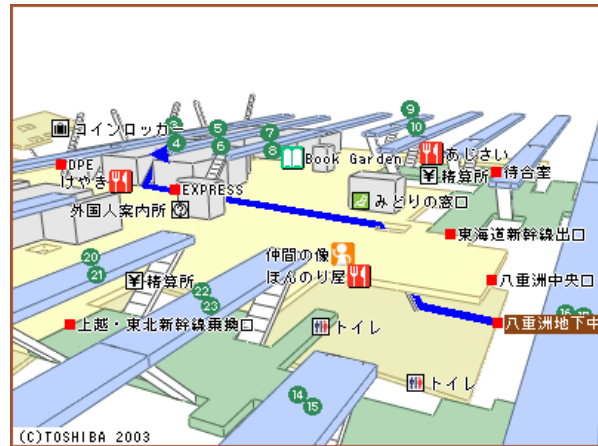 9
10
3
4
5
6
7
8
コインロッカー
Book Garden
あじさい
DPE
けやき
EXPRESS
精算所
待合室
外国人案内所
みどりの窓口
東海道新幹線出口
仲間の像
ほんのり屋
20
21
精算所
22
23
八重洲中央口
上越・東北新幹線乗換口
トイレ
八重洲地下中
トイレ
14
15
(C)TOSHIBA 2003